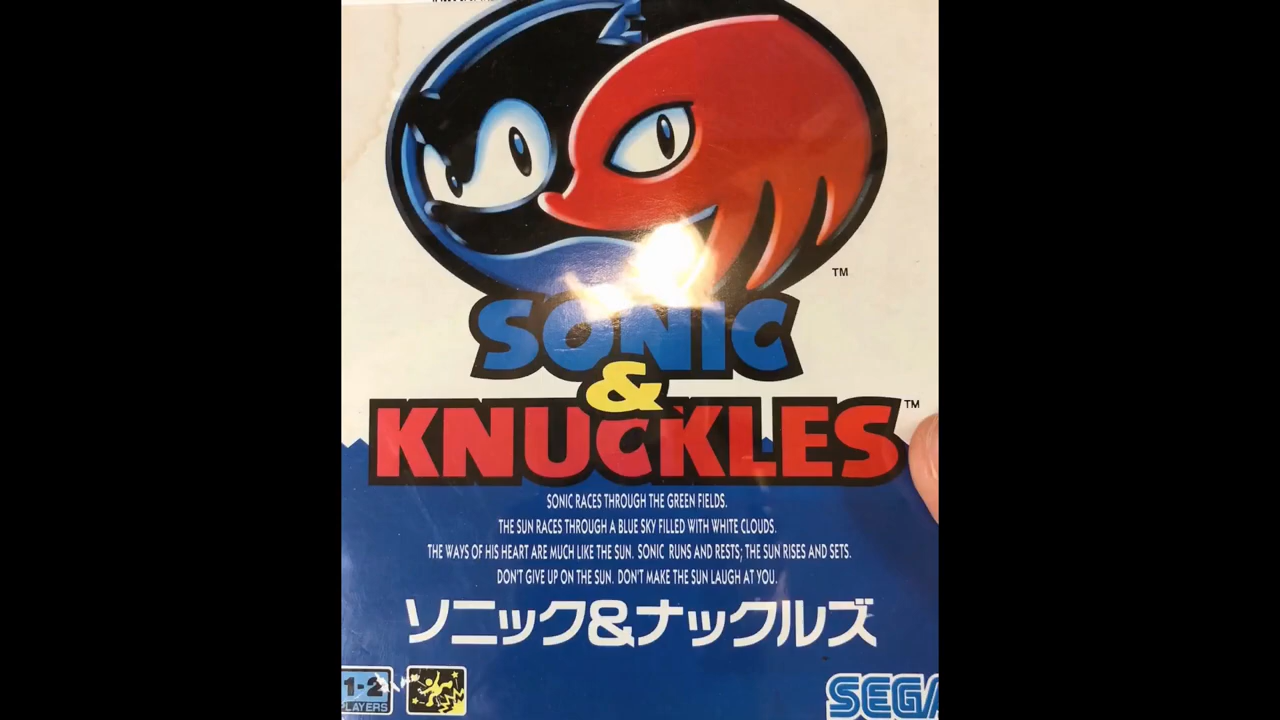 TM
SONIC
&
KNUCKLES TM
SONIC RACES THROUGH THE GREEN FIELDS.
THE SUN RACES THROUGH A BLUE SKY FILLED WITH WHITE CLOUDS.
THE WAYS OF HIS HEART ARE MUCH LIKE THE SUN. SONIC RUNS AND RESTS; THE SUN RISES AND SETS.
DON'T GIVE UP ON THE SUN. DON'T MAKE THE SUN LAUGH AT YOU.
ソニック&ナックルズ
1-2
PLAYERS
SEGA